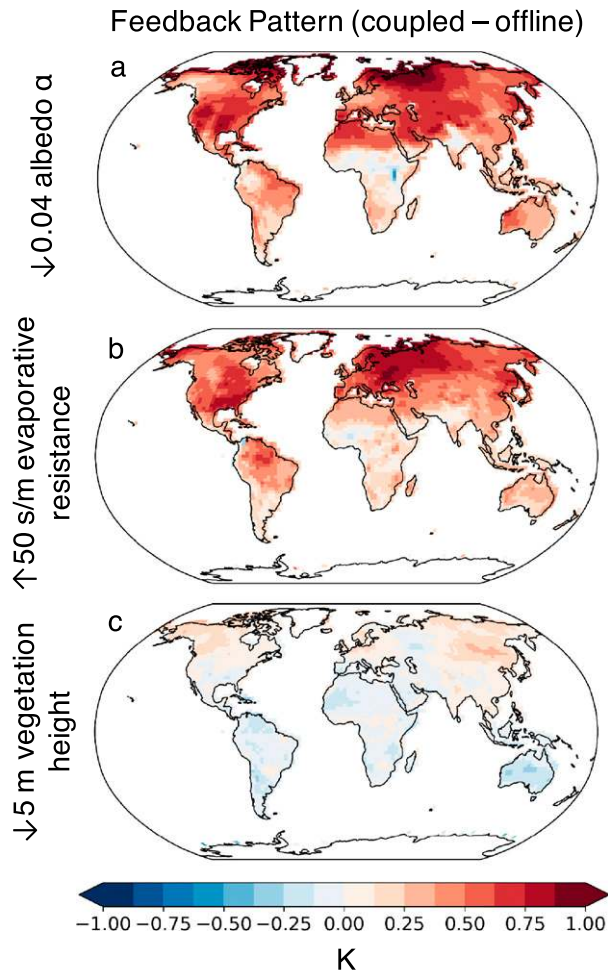 Feedback Pattern (coupled – offline)
a
↓0.04 albedo α
b
↑50 s/m evaporative
resistance
c
↓5 m vegetation
height
−1.00 −0.75 −0.50 −0.25 0.00 0.25 0.50 0.75 1.00
K